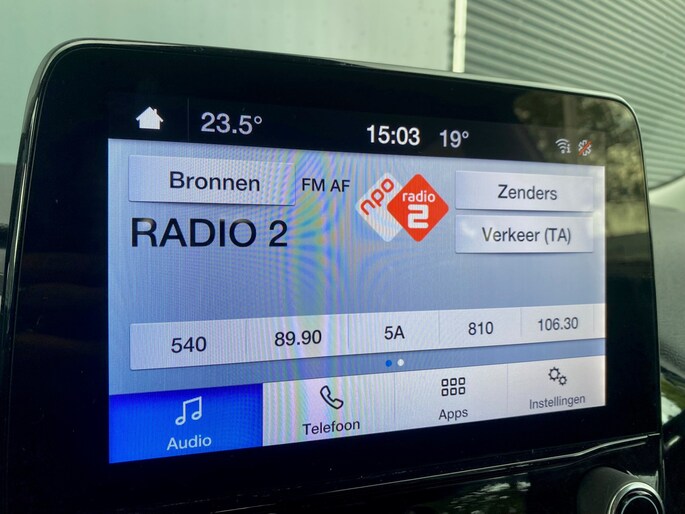 23.5° 15:03 19°
Bronnen FM AF npo radio 2 Zenders
RADIO 2 Verkeer (TA)
540 89.90 5A 810 106.30
Audio Telefoon Apps Instellingen